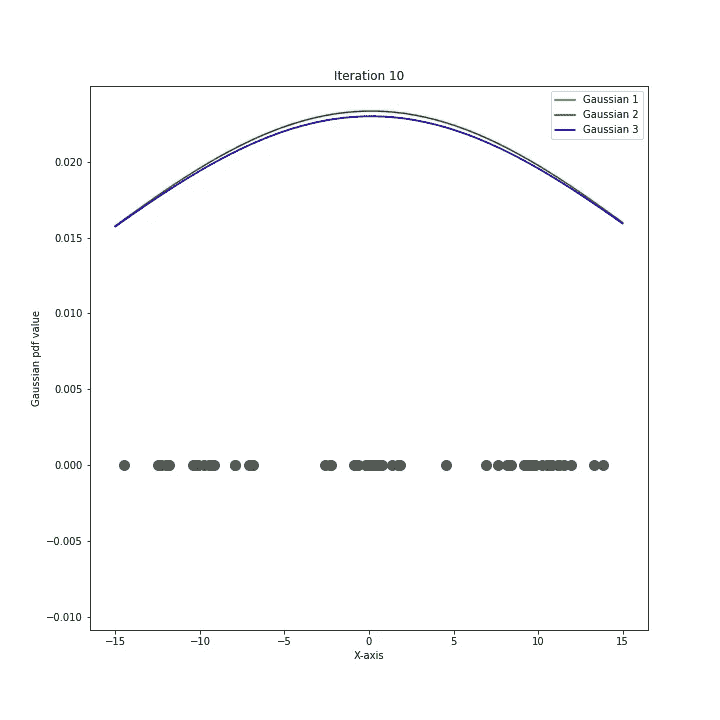 Iteration 10
Gaussian 1
Gaussian 2
Gaussian 3
Gaussian pdf value
0.020
0.015
0.010
0.005
0.000
−0.005
−0.010
−15
−10
−5
0
5
10
15
X-axis